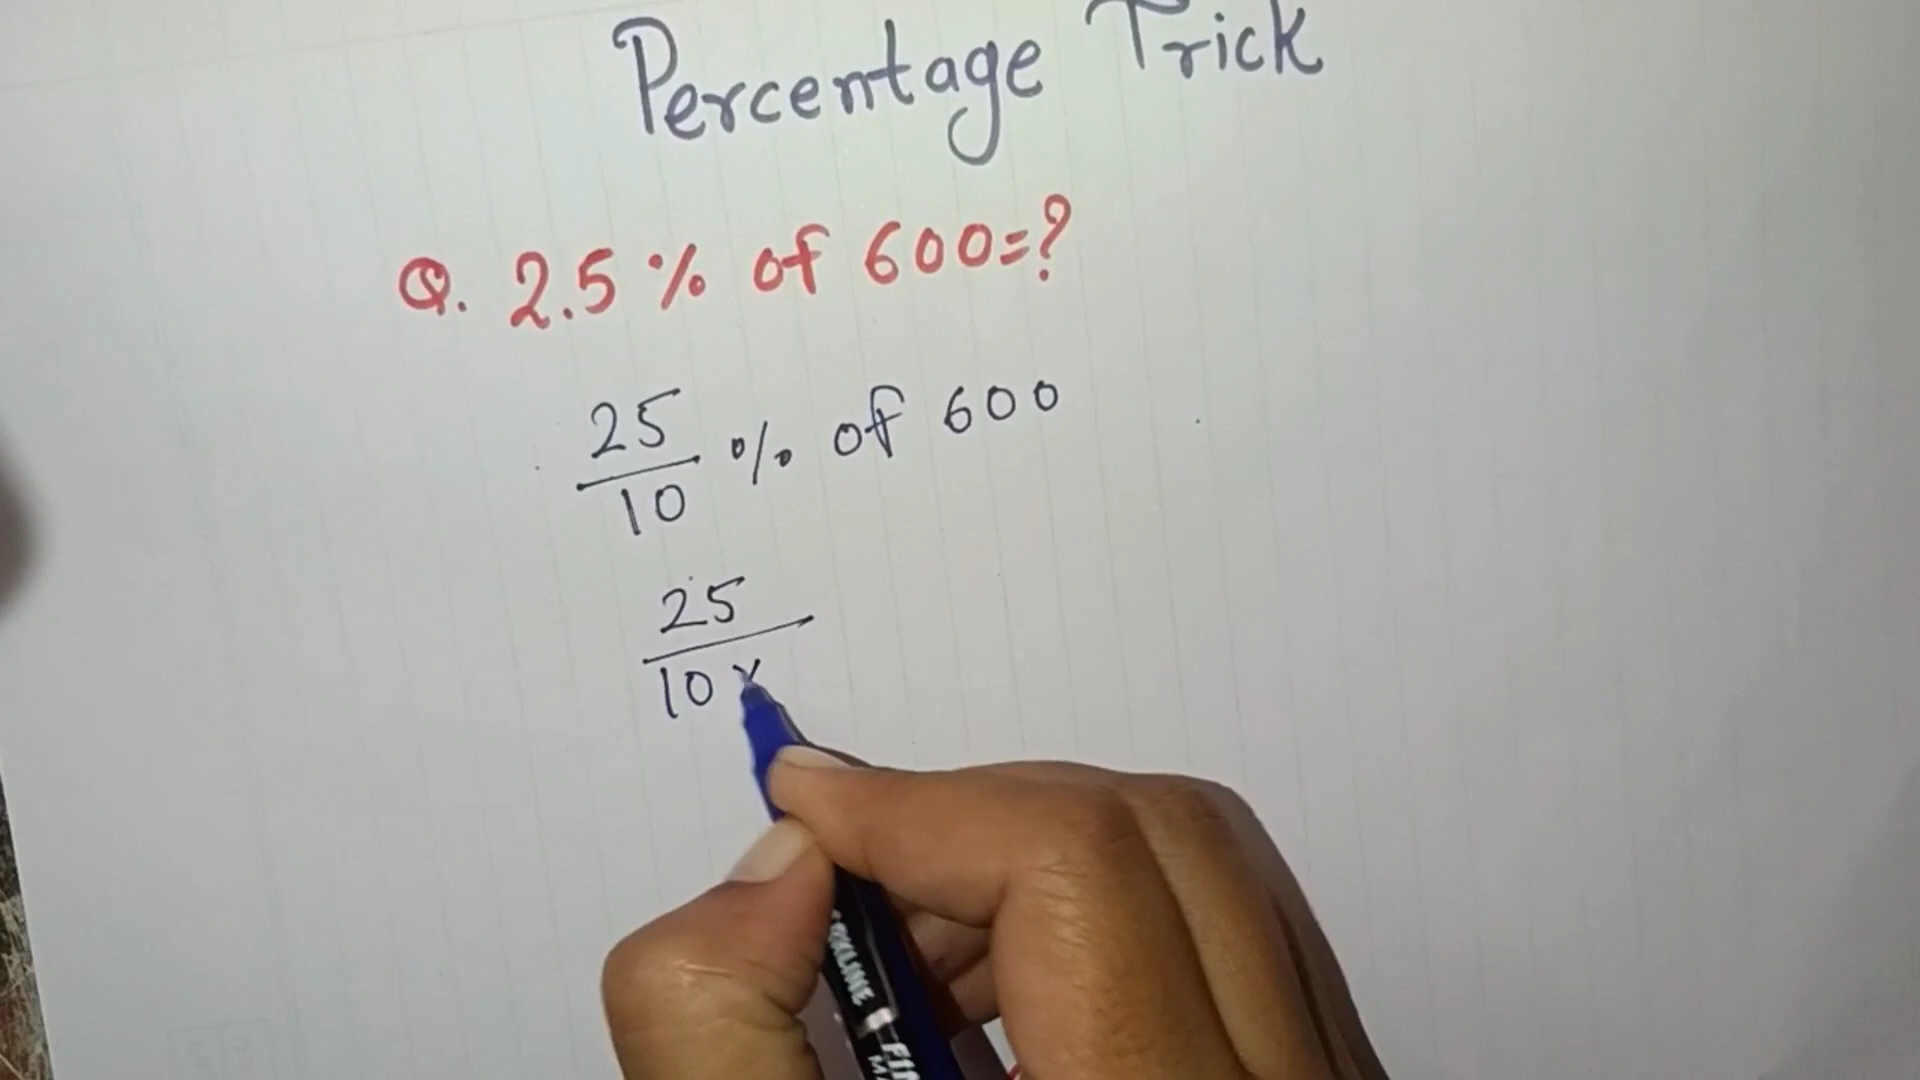 Percentage Trick
Q. 2.5% of 600=?
25
10 % of 600
25
10 x